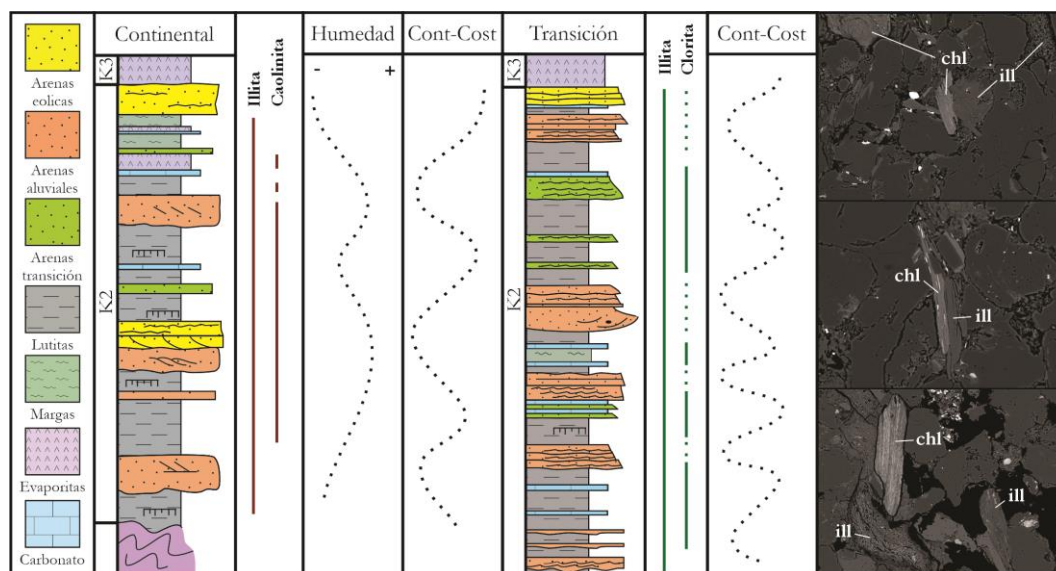 Arenas
eolicas
Arenas
aluviales
Arenas
transición
Lutitas
Margas
Evaporitas
Carbonato
Continental
K3
K2
Illita
Caolinita
Humedad
- +
Cont-Cost
Transición
K3
K2
Illita
Clorita
Cont-Cost
chl
ill
chl
ill
chl
ill
ill